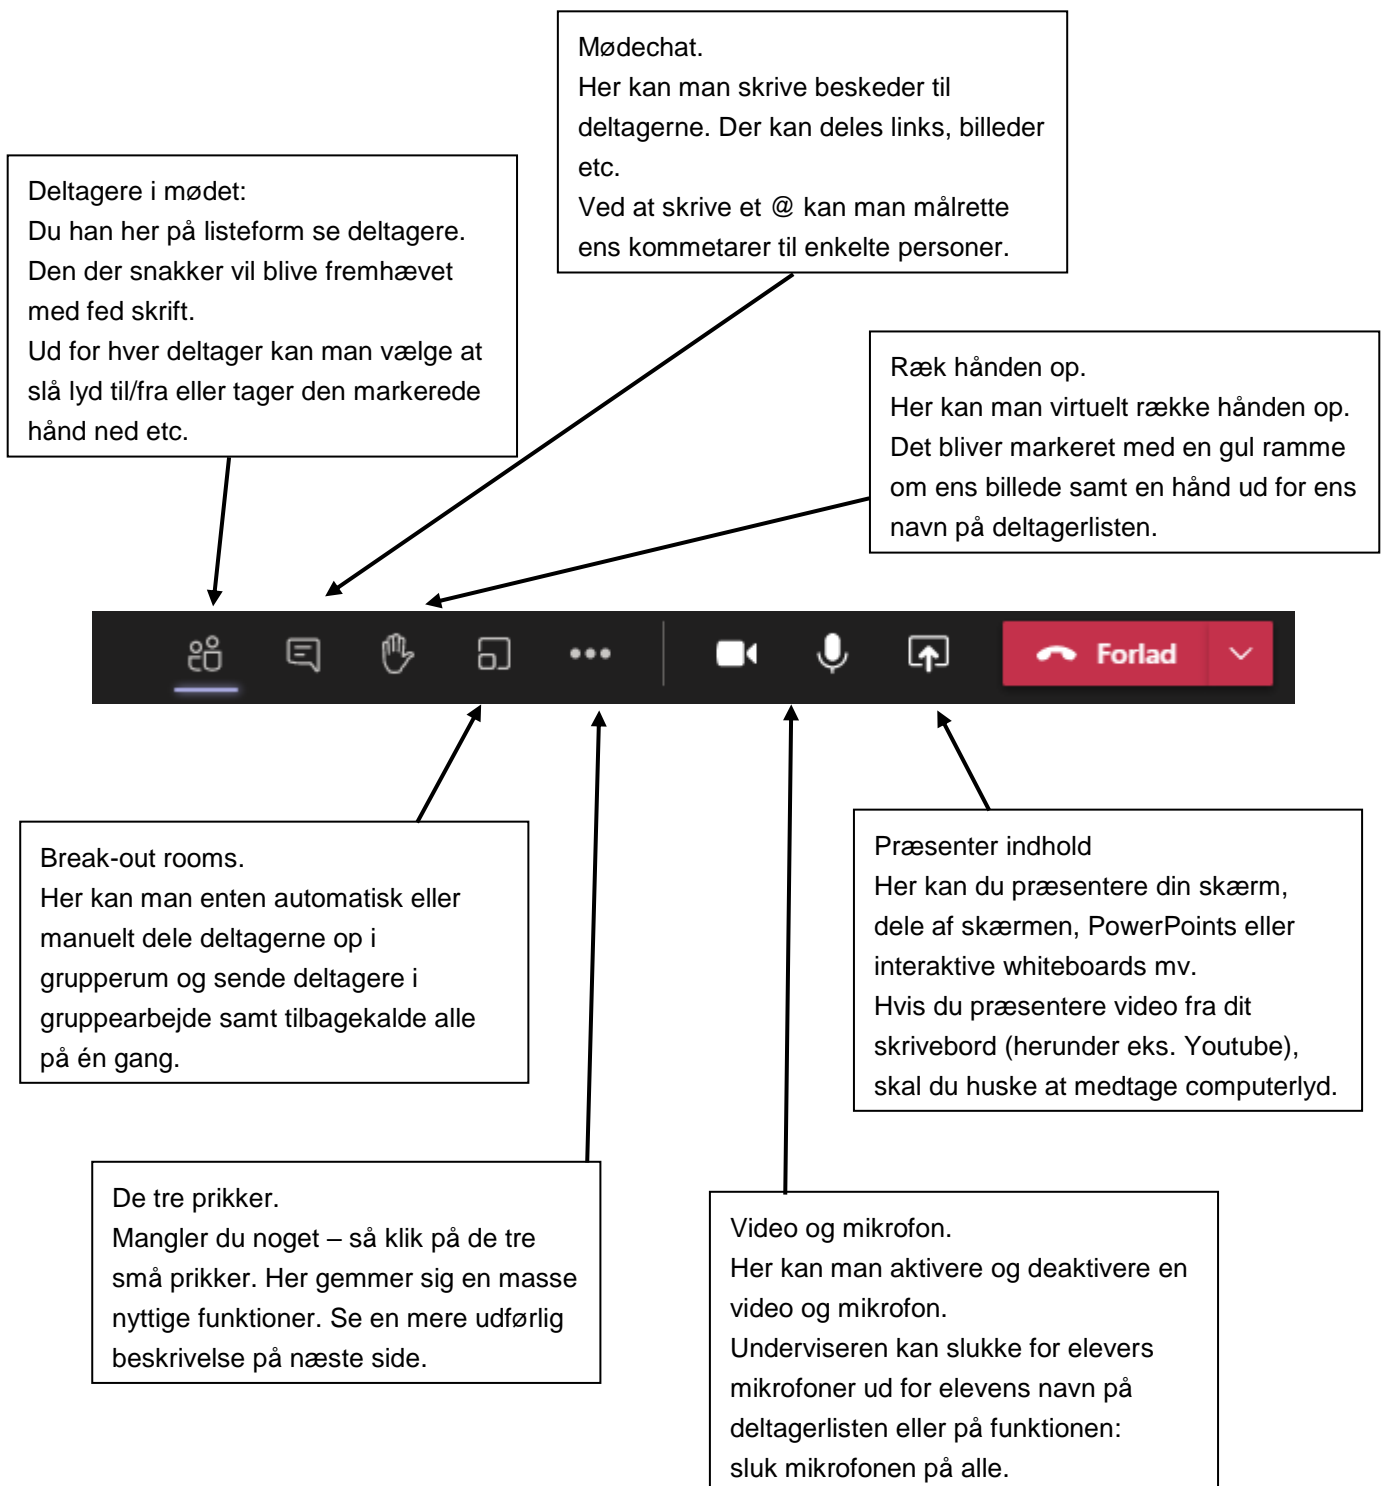 Mødechat.
Her kan man skrive beskeder til
deltagerne. Der kan deles links, billeder
etc.
Ved at skrive et @ kan man målrette
ens kommetarer til enkelte personer.
Deltagere i mødet:
Du han her på listeform se deltagere.
Den der snakker vil blive fremhævet
med fed skrift.
Ud for hver deltager kan man vælge at
slå lyd til/fra eller tager den markerede
hånd ned etc.
Ræk hånden op.
Her kan man virtuelt række hånden op.
Det bliver markeret med en gul ramme
om ens billede samt en hånd ud for ens
navn på deltagerlisten.
Forlad
Break-out rooms.
Her kan man enten automatisk eller
manuelt dele deltagerne op i
grupperum og sende deltagere i
gruppearbejde samt tilbagekalde alle
på én gang.
Præsenter indhold
Her kan du præsentere din skærm,
dele af skærmen, PowerPoints eller
interaktive whiteboards mv.
Hvis du præsentere video fra dit
skrivebord (herunder eks. Youtube),
skal du huske at medtage computerlyd.
De tre prikker.
Mangler du noget – så klik på de tre
små prikker. Her gemmer sig en masse
nyttige funktioner. Se en mere udførlig
beskrivelse på næste side.
Video og mikrofon.
Her kan man aktivere og deaktivere en
video og mikrofon.
Underviseren kan slukke for elevers
mikrofoner ud for elevens navn på
deltagerlisten eller på funktionen:
sluk mikrofonen på alle.